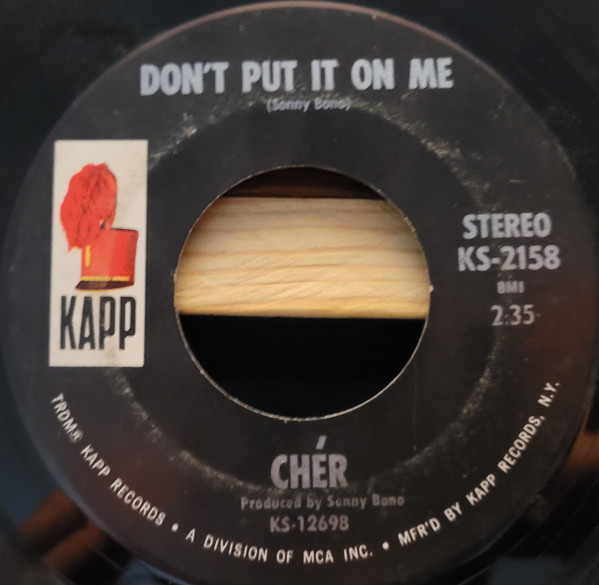 DON'T PUT IT ON ME
(Sonny Bono)
KAPP
STEREO
KS-2158
BMI
2:35
CHÉR
Produced by Sonny Bono
KS-12698
TRDM® KAPP RECORDS • A DIVISION OF MCA INC. • MFR'D BY KAPP RECORDS, N.Y.